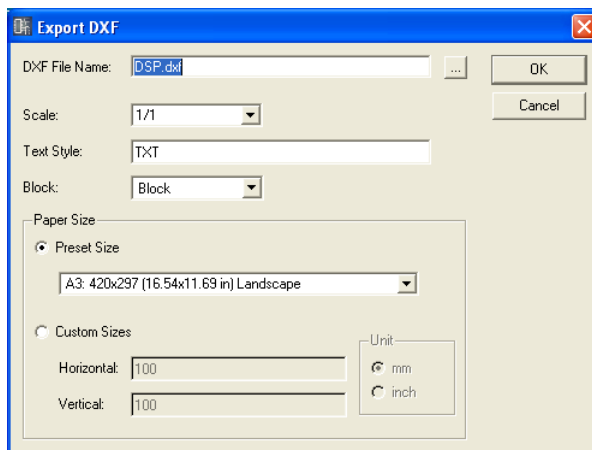 Export DXF
DXF File Name: DSP.dxf ... OK
Cancel
Scale: 1/1
Text Style: TXT
Block: Block
Paper Size
Preset Size
A3: 420x297 (16.54x11.69 in) Landscape
Custom Sizes
Unit
Horizontal: 100 mm
inch
Vertical: 100